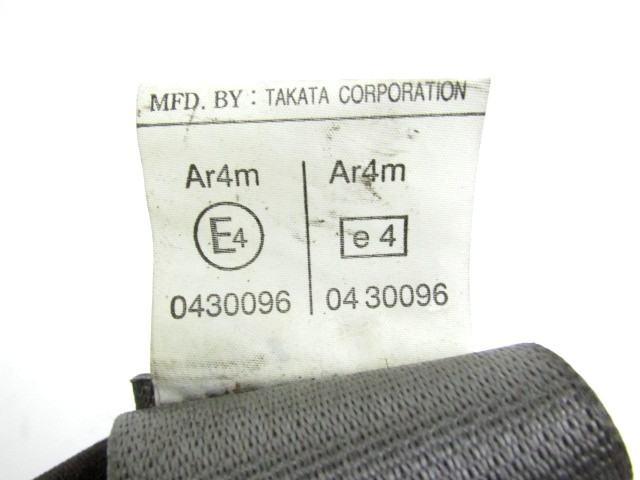 MFD. BY : TAKATA CORPORATION
Ar4m Ar4m
E4 e 4
0430096 04 30096